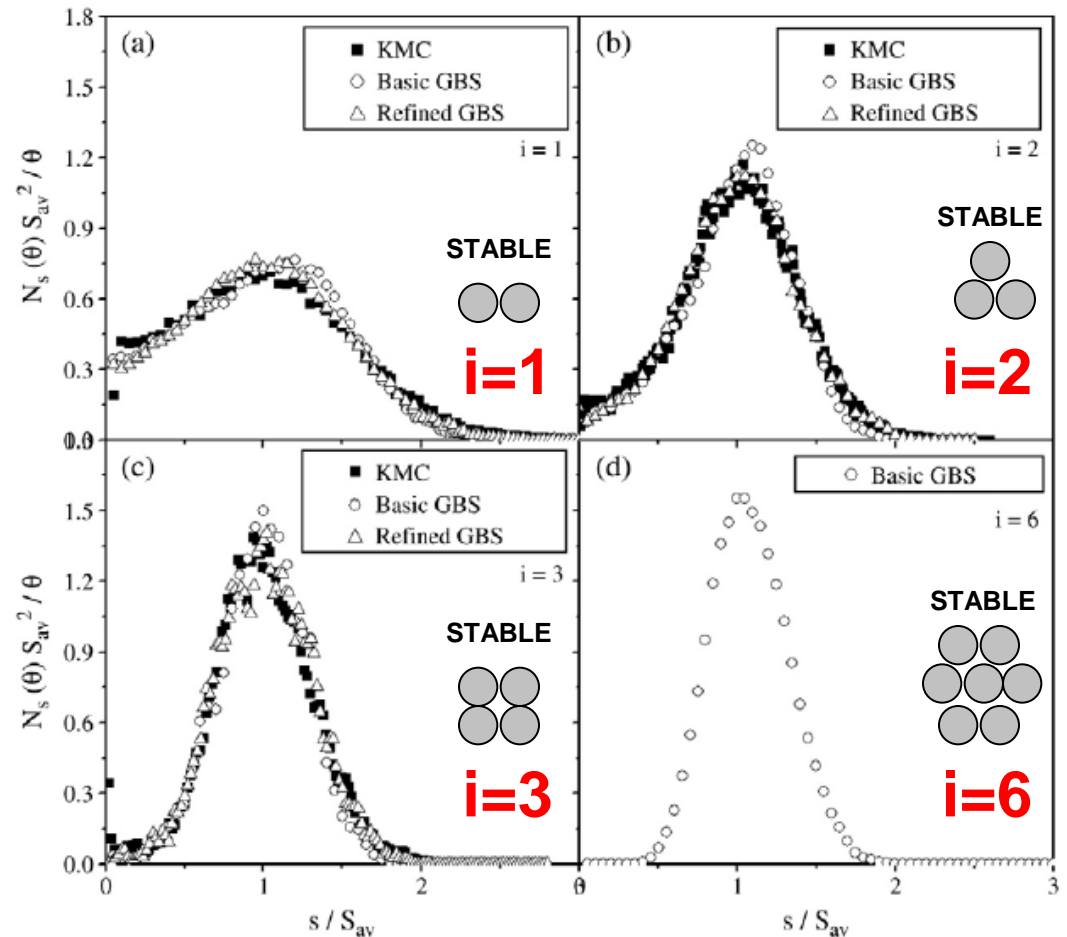 (a)
KMC
Basic GBS
Refined GBS
i = 1
STABLE
i=1
(b)
KMC
Basic GBS
Refined GBS
i = 2
STABLE
i=2
1.8
1.5
1.2
0.9
0.6
0.3
N_s (θ) S_av^2 / θ
(c)
KMC
Basic GBS
Refined GBS
i = 3
STABLE
i=3
(d)
Basic GBS
i = 6
STABLE
i=6
1.5
1.2
0.9
0.6
0.3
0.0
N_s (θ) S_av^2 / θ
0 1 2
1 2 3
s / S_av
s / S_av